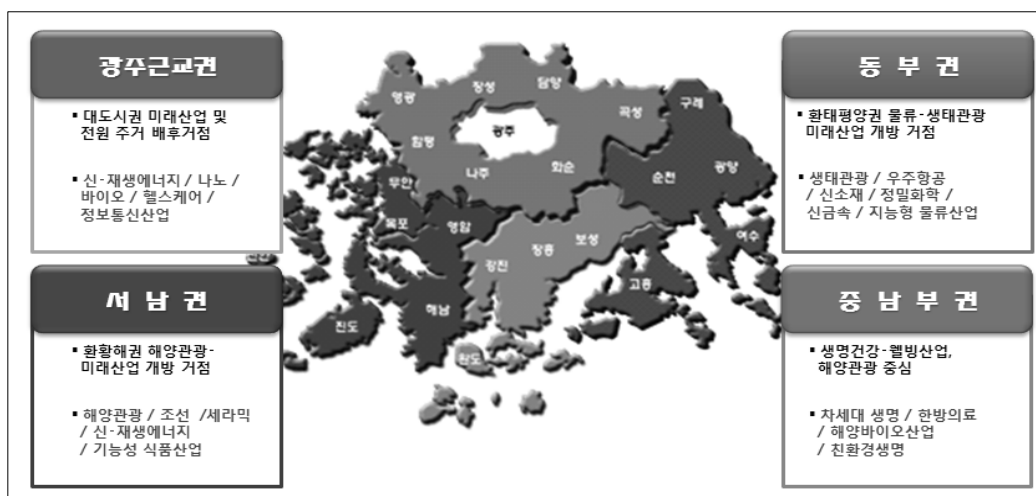 광주근교권
▪ 대도시권 미래산업 및
전원 주거 배후거점
▪ 신-재생에너지 / 나노 /
바이오 / 헬스케어 /
정보통신산업
서 남 권
▪ 환황해권 해양관광-
미래산업 개방 거점
▪ 해양관광 / 조선 /세라믹
/ 신-재생에너지
/ 기능성 식품산업
영광
장성
담양
함평
광주
곡성
구례
나주
화순
무안
순천
광양
목포
영암
여수
강진
장흥
보성
고흥
해남
진도
완도
동 부 권
▪ 환태평양권 물류-생태관광
미래산업 개방 거점
▪ 생태관광 / 우주항공
/ 신소재 / 정밀화학 /
신금속 / 지능형 물류산업
중 남 부 권
▪ 생명건강-웰빙산업,
해양관광 중심
▪ 차세대 생명 / 한방의료
/ 해양바이오산업
/ 친환경생명